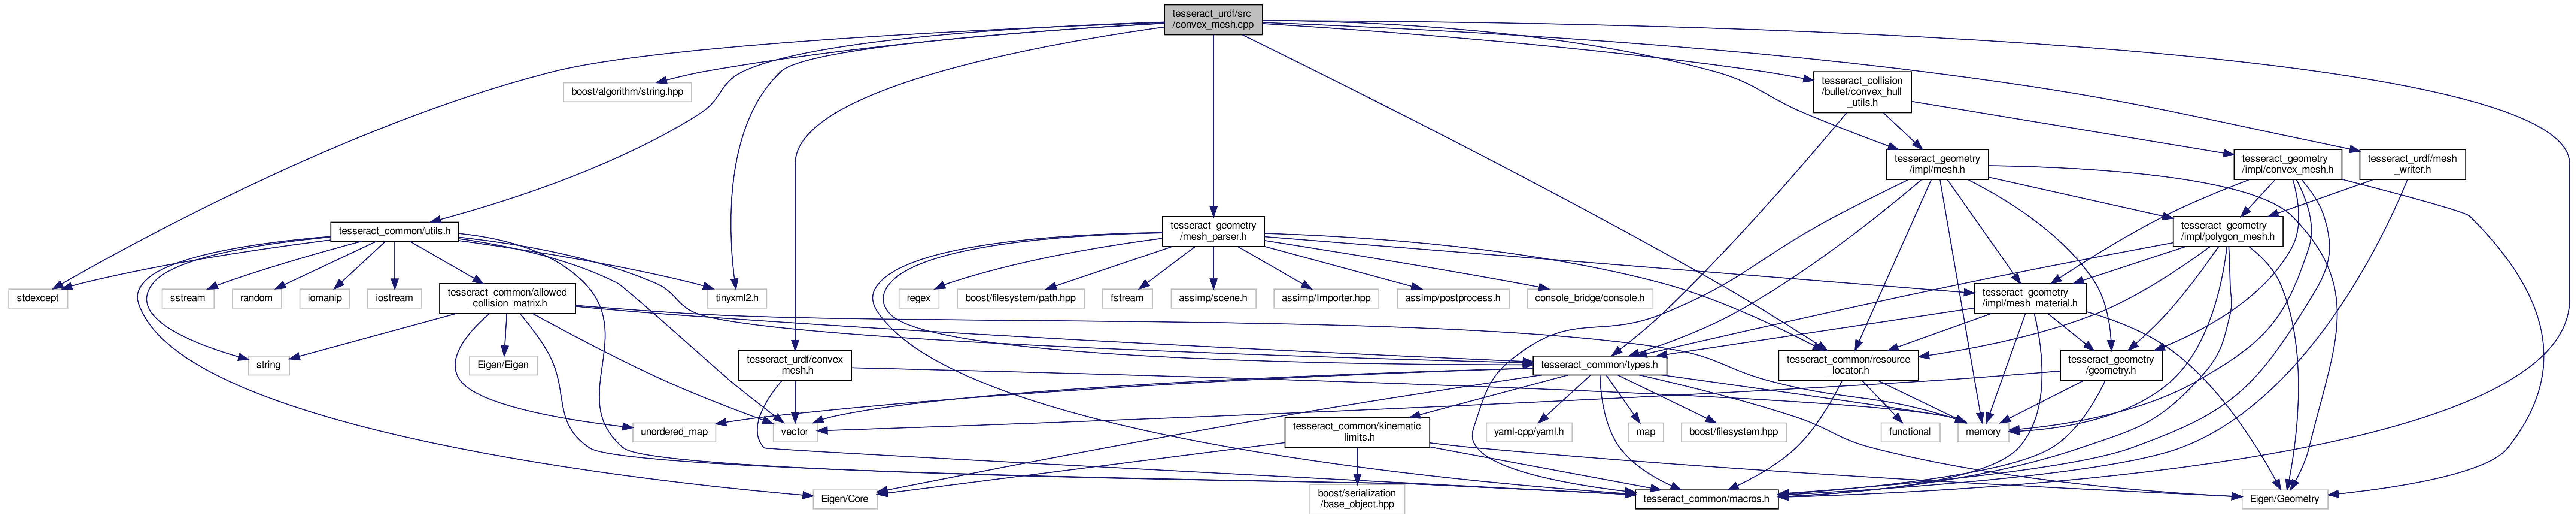 tesseract_urdf/src
/convex_mesh.cpp
boost/algorithm/string.hpp
tesseract_collision
/bullet/convex_hull
_utils.h
tesseract_geometry
/impl/mesh.h
tesseract_geometry
/impl/convex_mesh.h
tesseract_urdf/mesh
_writer.h
tesseract_common/utils.h
tesseract_geometry
/mesh_parser.h
tesseract_geometry
/impl/polygon_mesh.h
stdexcept
sstream
random
iomanip
iostream
tesseract_common/allowed
_collision_matrix.h
tinyxml2.h
regex
boost/filesystem/path.hpp
fstream
assimp/scene.h
assimp/Importer.hpp
assimp/postprocess.h
console_bridge/console.h
tesseract_geometry
/impl/mesh_material.h
string
Eigen/Eigen
tesseract_urdf/convex
_mesh.h
tesseract_common/types.h
tesseract_common/resource
_locator.h
tesseract_geometry
/geometry.h
unordered_map
vector
tesseract_common/kinematic
_limits.h
yaml-cpp/yaml.h
map
boost/filesystem.hpp
functional
memory
Eigen/Core
boost/serialization
/base_object.hpp
tesseract_common/macros.h
Eigen/Geometry